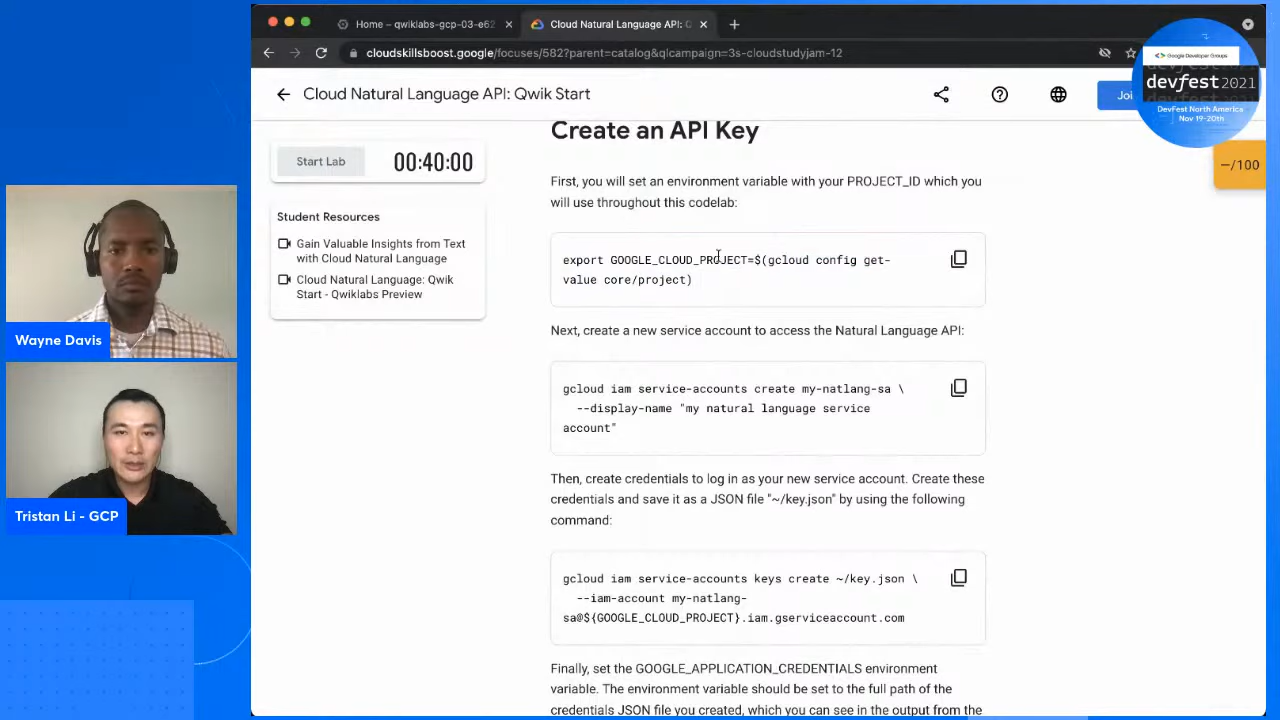 Home – qwiklabs-gcp-03-e62
Cloud Natural Language API: Q
cloudskillsboost.google/focuses/582?parent=catalog&qlcampaign=3s-cloudstudyjam-12
Google Developer Groups
devfest2021
DevFest North America
Nov 19-20th
Cloud Natural Language API: Qwik Start
Joi
Create an API Key
Start Lab
00:40:00
–/100
Student Resources
Gain Valuable Insights from Text
with Cloud Natural Language
Cloud Natural Language: Qwik
Start - Qwiklabs Preview
First, you will set an environment variable with your PROJECT_ID which you
will use throughout this codelab:
export GOOGLE_CLOUD_PROJECT=$(gcloud config get-
value core/project)
Next, create a new service account to access the Natural Language API:
gcloud iam service-accounts create my-natlang-sa \
--display-name "my natural language service
account"
Then, create credentials to log in as your new service account. Create these
credentials and save it as a JSON file "~/key.json" by using the following
command:
gcloud iam service-accounts keys create ~/key.json \
--iam-account my-natlang-
sa@${GOOGLE_CLOUD_PROJECT}.iam.gserviceaccount.com
Finally, set the GOOGLE_APPLICATION_CREDENTIALS environment
variable. The environment variable should be set to the full path of the
credentials JSON file you created, which you can see in the output from the
Wayne Davis
Tristan Li - GCP